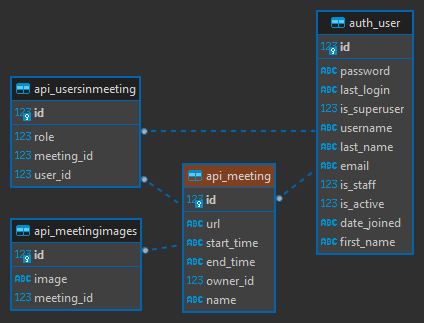 auth_user
id
ABC password
ABC last_login
123 is_superuser
ABC username
ABC last_name
ABC email
123 is_staff
123 is_active
ABC date_joined
ABC first_name
api_usersinmeeting
123 id
123 role
123 meeting_id
123 user_id
api_meeting
123 id
ABC url
ABC start_time
ABC end_time
123 owner_id
ABC name
api_meetingimages
123 id
ABC image
123 meeting_id